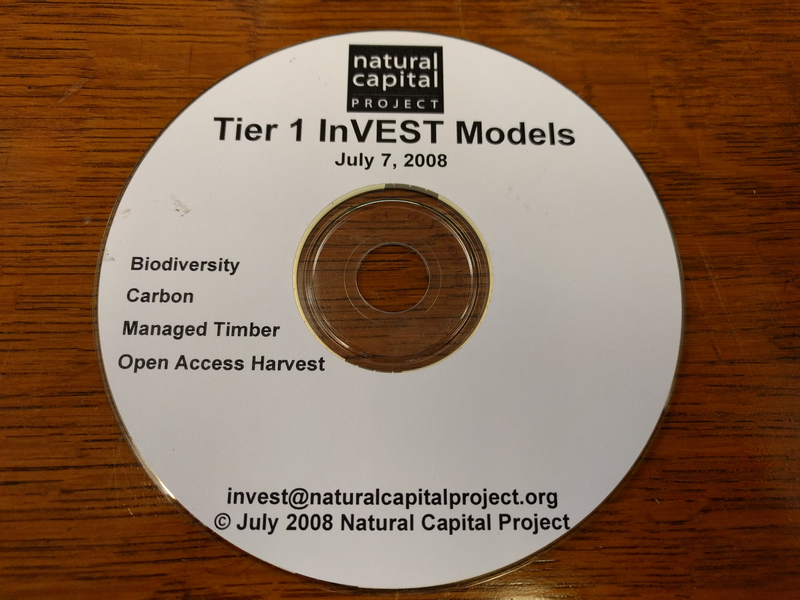 natural
capital
PROJECT
Tier 1 InVEST Models
July 7, 2008
Biodiversity
Carbon
Managed Timber
Open Access Harvest
invest@naturalcapitalproject.org
© July 2008 Natural Capital Project